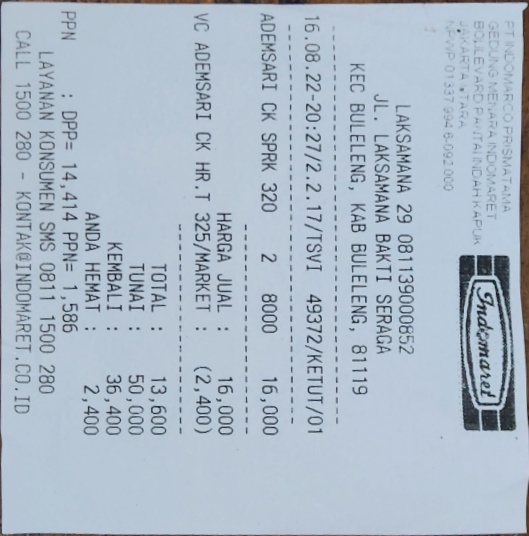 PT INDOMARCO PRISMATAMA
GEDUNG MENARA INDOMARET
BOULEVARD PANTAI INDAH KAPUK
JAKARTA UTARA
NPWP 01.337.994.6-092.000
Indomaret
LAKSAMANA 29 081139000852
JL. LAKSAMANA BAKTI SERAGA
KEC BULELENG, KAB BULELENG, 81119
16.08.22-20:27/2.2.17/TSVI 49372/KETUT/01
ADEMSARI CK SPRK 320 2 8000 16,000
HARGA JUAL : 16,000
VC ADEMSARI CK HR.T 325/MARKET : (2,400)
TOTAL : 13,600
TUNAI : 50,000
KEMBALI : 36,400
ANDA HEMAT : 2,400
PPN : DPP= 14,414 PPN= 1,586
LAYANAN KONSUMEN SMS 0811 1500 280
CALL 1500 280 - KONTAK@INDOMARET.CO.ID